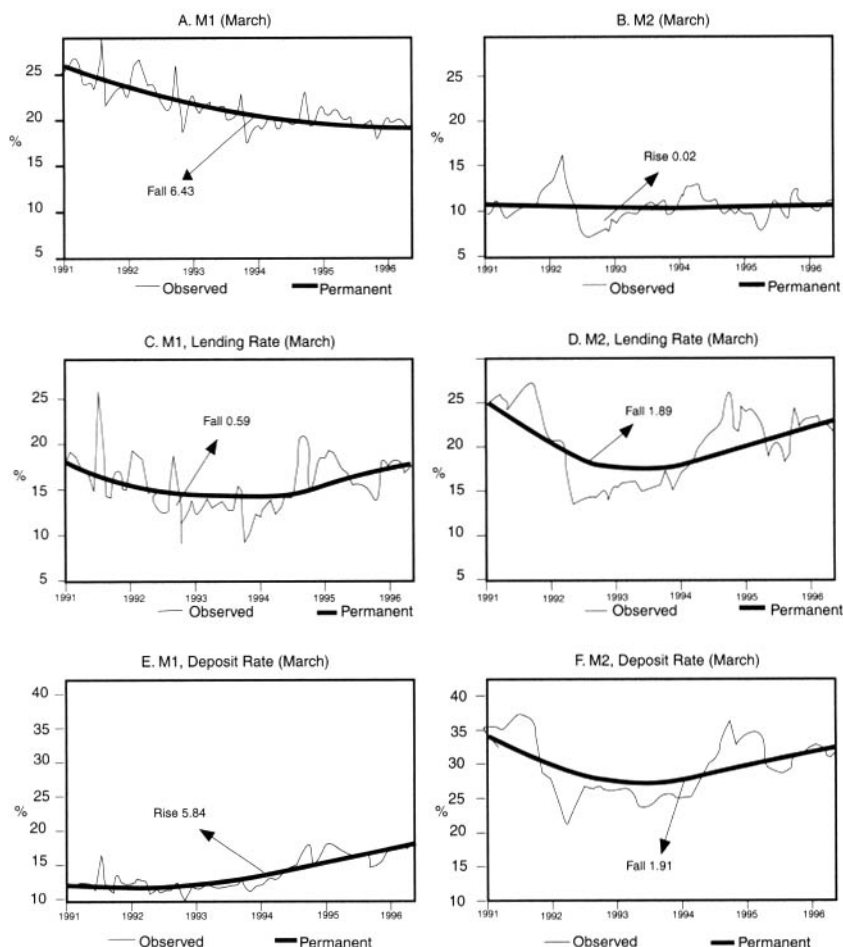 A. M1 (March)
25
20
%
15
10
5
Fall 6.43
1991 1992 1993 1994 1995 1996
Observed Permanent
B. M2 (March)
25
20
%
15
10
5
Rise 0.02
1991 1992 1993 1994 1995 1996
Observed Permanent
C. M1, Lending Rate (March)
25
20
%
15
10
5
Fall 0.59
1991 1992 1993 1994 1995 1996
Observed Permanent
D. M2, Lending Rate (March)
25
20
%
15
10
5
Fall 1.89
1991 1992 1993 1994 1995 1996
Observed Permanent
E. M1, Deposit Rate (March)
40
35
30
25
%
20
15
10
Rise 5.84
1991 1992 1993 1994 1995 1996
Observed Permanent
F. M2, Deposit Rate (March)
40
35
30
25
%
20
15
10
Fall 1.91
1991 1992 1993 1994 1995 1996
Observed Permanent